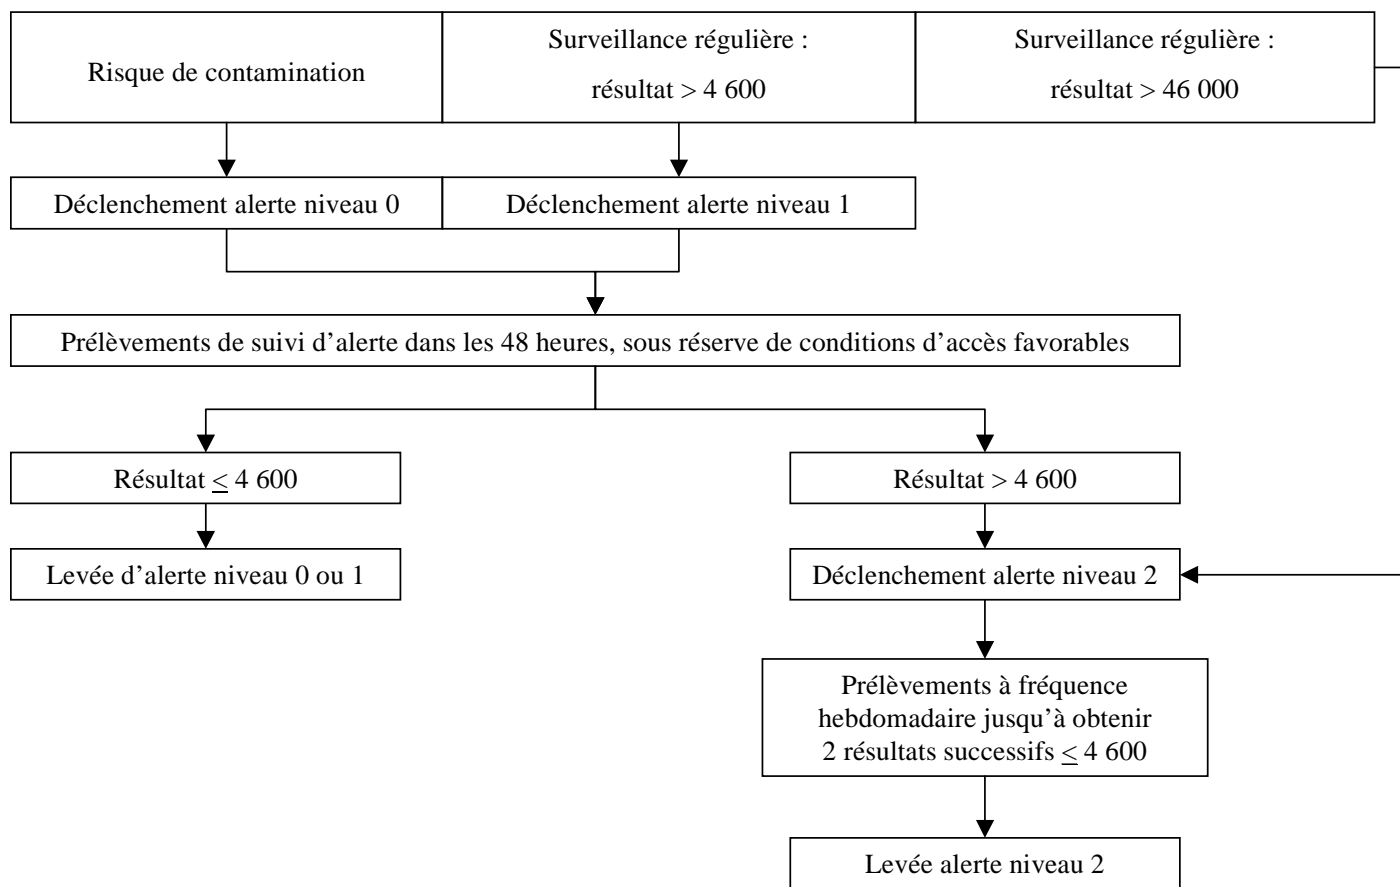 Risque de contamination
Surveillance régulière :
résultat > 4 600
Surveillance régulière :
résultat > 46 000
Déclenchement alerte niveau 0
Déclenchement alerte niveau 1
Prélèvements de suivi d’alerte dans les 48 heures, sous réserve de conditions d’accès favorables
Résultat ≤ 4 600
Résultat > 4 600
Levée d’alerte niveau 0 ou 1
Déclenchement alerte niveau 2
Prélèvements à fréquence
hebdomadaire jusqu’à obtenir
2 résultats successifs ≤ 4 600
Levée alerte niveau 2